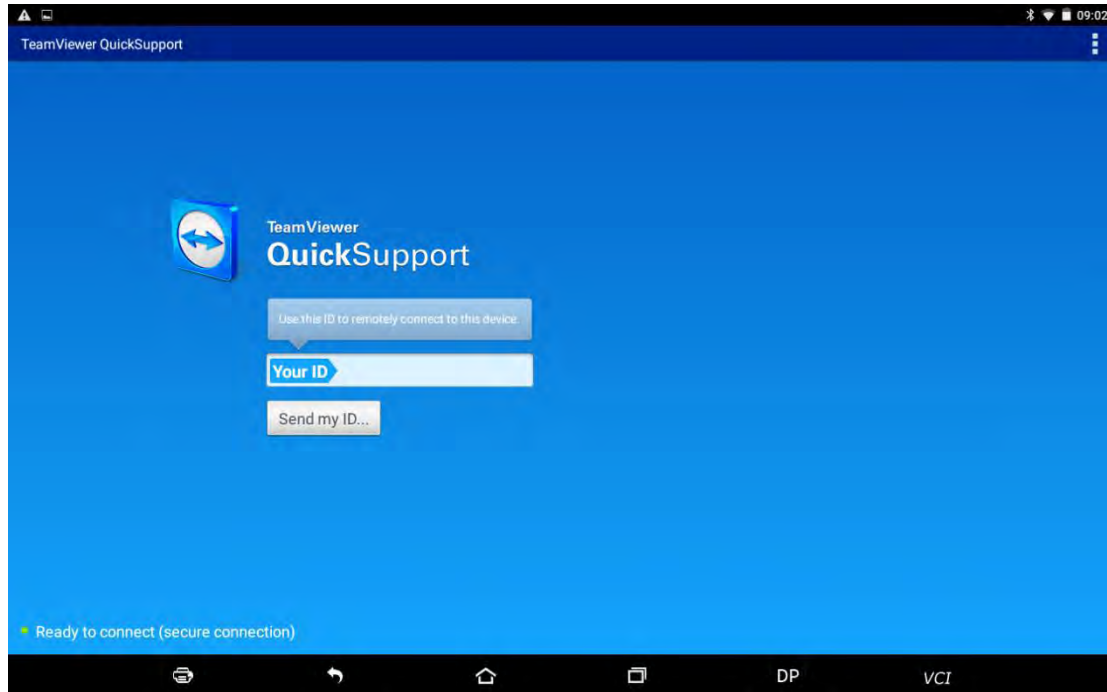 09:02
TeamViewer QuickSupport
TeamViewer
QuickSupport
Use this ID to remotely connect to this device.
Your ID
Send my ID...
Ready to connect (secure connection)
DP
VCI